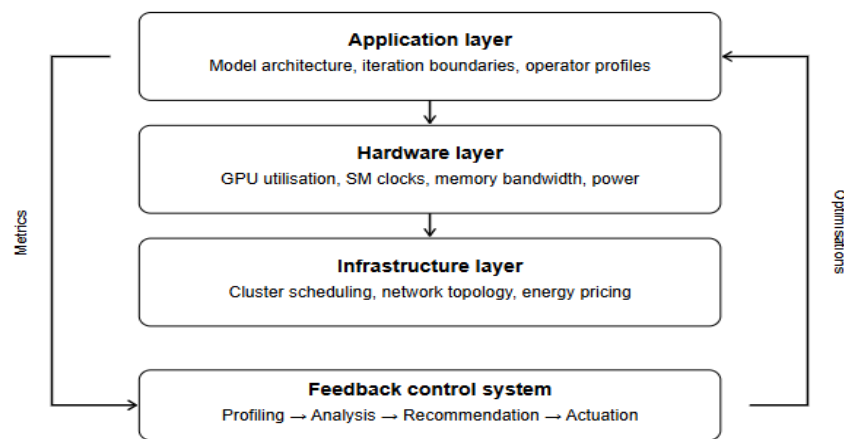 Application layer
Model architecture, iteration boundaries, operator profiles
Hardware layer
GPU utilisation, SM clocks, memory bandwidth, power
Metrics
Optimisations
Infrastructure layer
Cluster scheduling, network topology, energy pricing
Feedback control system
Profiling → Analysis → Recommendation → Actuation